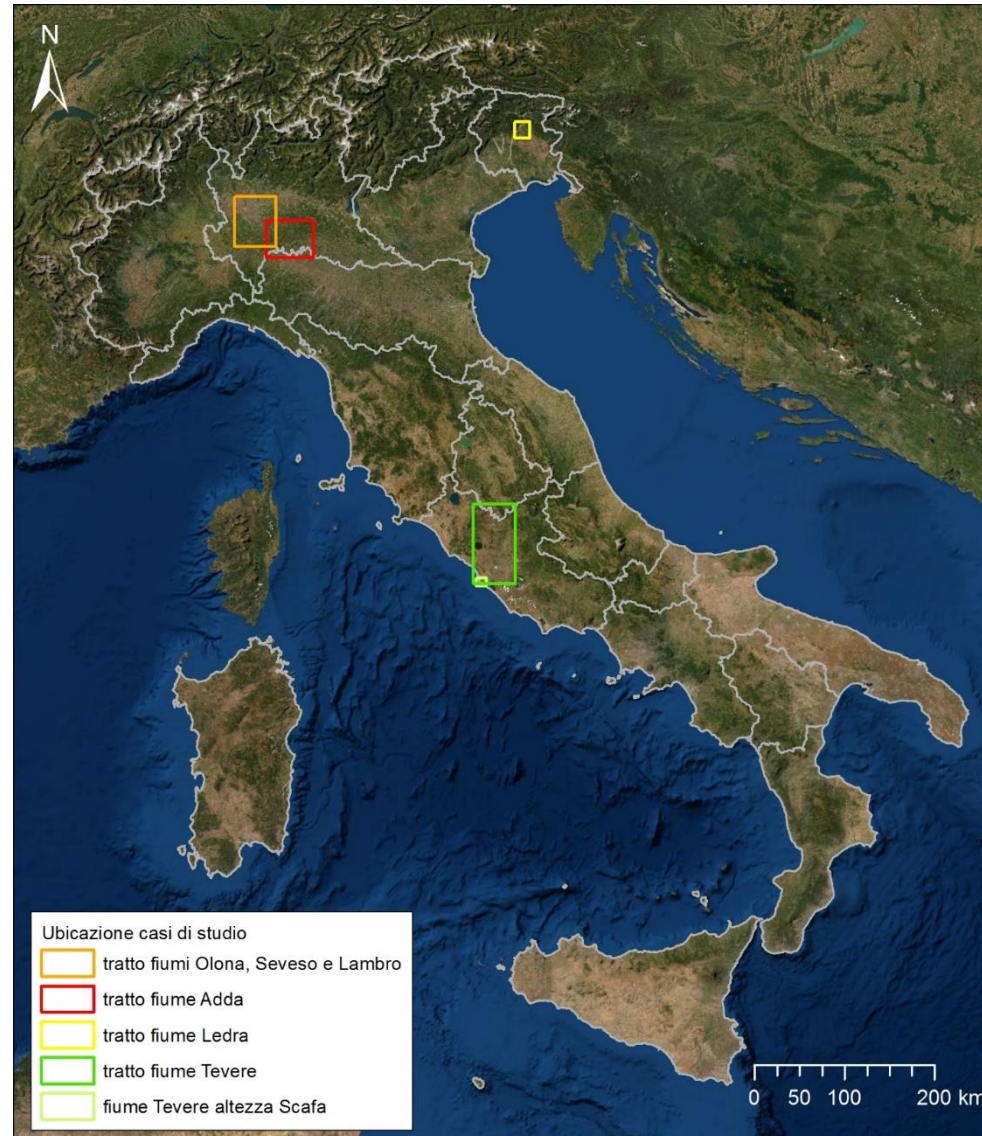 N
Ubicazione casi di studio
tratto fiumi Olona, Seveso e Lambro
tratto fiume Adda
tratto fiume Ledra
tratto fiume Tevere
fiume Tevere altezza Scafa
0 50 100 200 km